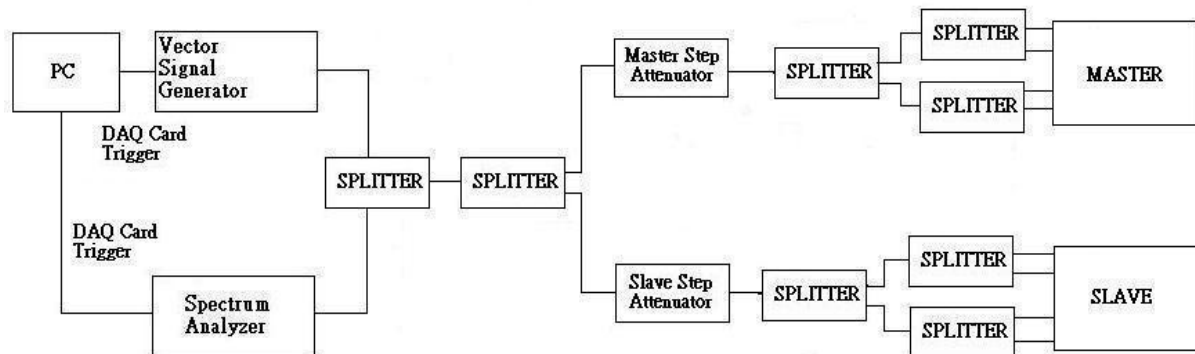 PC
Vector
Signal
Generator
DAQ Card
Trigger
DAQ Card
Trigger
Spectrum
Analyzer
SPLITTER
SPLITTER
Master Step
Attenuator
SPLITTER
SPLITTER
SPLITTER
MASTER
Slave Step
Attenuator
SPLITTER
SPLITTER
SPLITTER
SLAVE